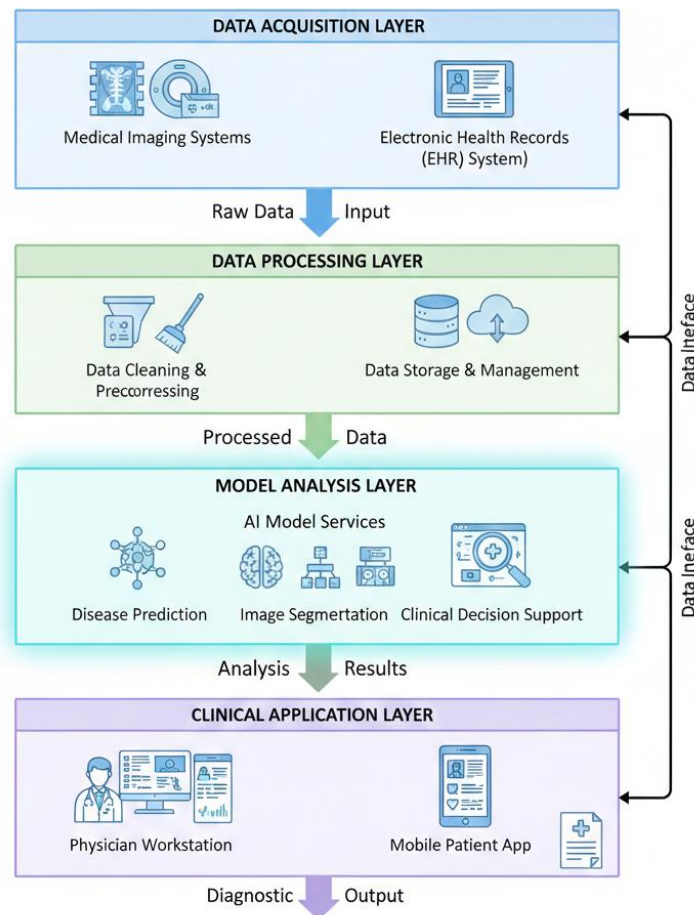 DATA ACQUISITION LAYER
Medical Imaging Systems
Electronic Health Records
(EHR) System)
Raw Data Input
DATA PROCESSING LAYER
Data Cleaning &
Preccorressing
Data Storage & Management
Processed Data
MODEL ANALYSIS LAYER
AI Model Services
Disease Prediction
Image Segmertation
Clinical Decision Support
Analysis Results
CLINICAL APPLICATION LAYER
Physician Workstation
Mobile Patient App
Diagnostic Output
Data Ineface
Data Ineface